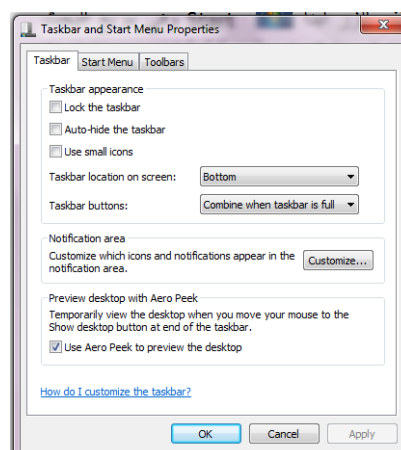 Taskbar and Start Menu Properties
Taskbar Start Menu Toolbars
Taskbar appearance
Lock the taskbar
Auto-hide the taskbar
Use small icons
Taskbar location on screen: Bottom
Taskbar buttons: Combine when taskbar is full
Notification area
Customize which icons and notifications appear in the
notification area.
Customize...
Preview desktop with Aero Peek
Temporarily view the desktop when you move your mouse to the
Show desktop button at end of the taskbar.
Use Aero Peek to preview the desktop
How do I customize the taskbar?
OK Cancel Apply